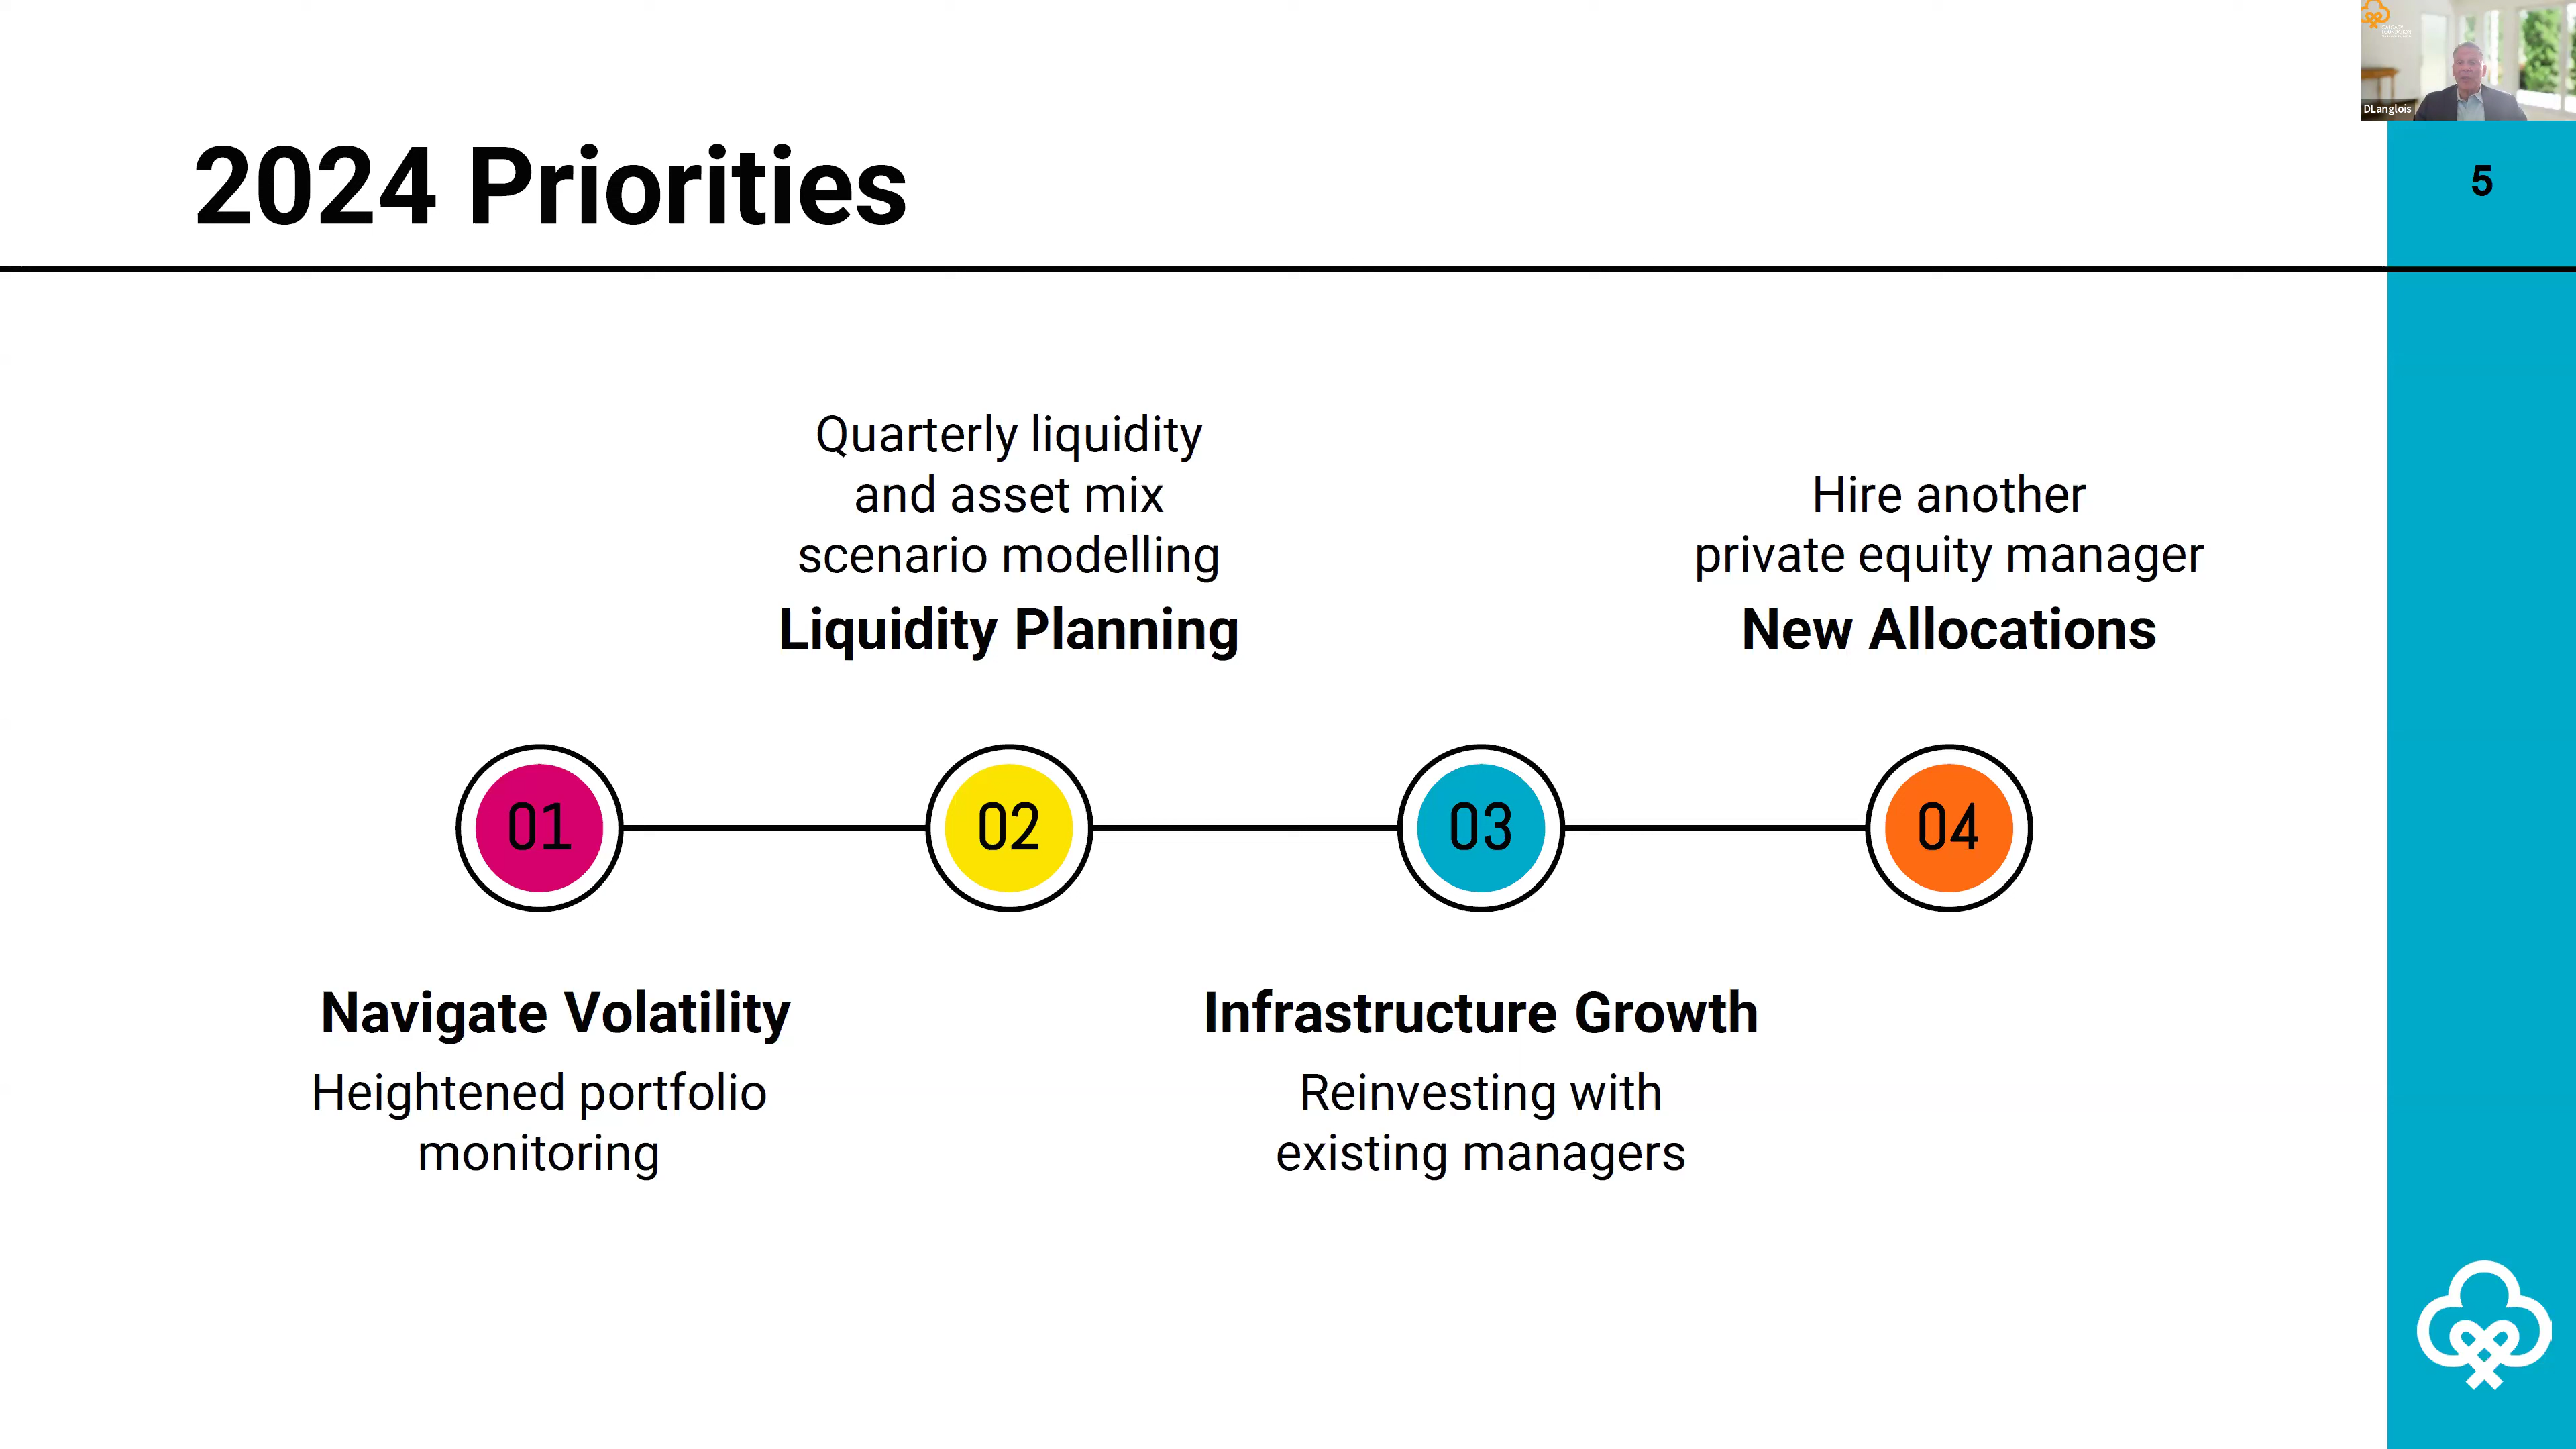 DLanglois
2024 Priorities
5
Quarterly liquidity
and asset mix
scenario modelling
Liquidity Planning
Hire another
private equity manager
New Allocations
01
02
03
04
Navigate Volatility
Heightened portfolio
monitoring
Infrastructure Growth
Reinvesting with
existing managers